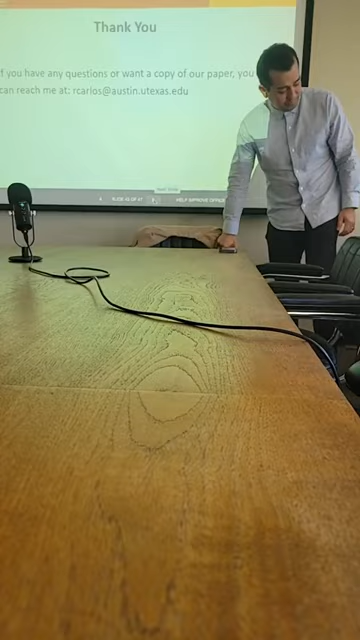 Thank You
f you have any questions or want a copy of our paper, you
can reach me at: rcarios@austin.utexas.edu